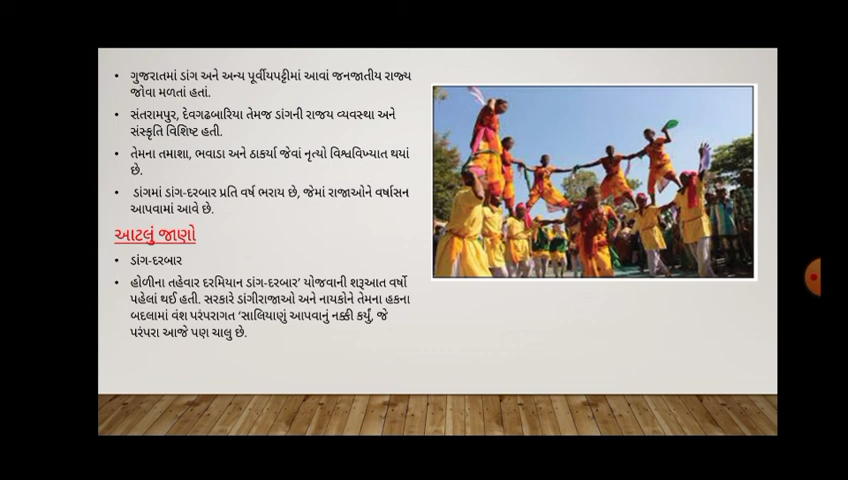 • ગુજરાતમાં ડાંગ અને અન્ય પૂર્વીયપટ્ટીમાં આવાં જનજાતીય રાજ્ય
જોવા મળતાં હતાં.
• સંતરામપુર, દેવગઢબારિયા તેમજ ડાંગની રાજય વ્યવસ્થા અને
સંસ્કૃતિ વિશિષ્ટ હતી.
• તેમના તમાશા, ભવાડા અને ઠાકર્યા જેવાં નૃત્યો વિશ્વવિખ્યાત થયાં
છે.
• ડાંગમાં ડાંગ-દરબાર પ્રતિ વર્ષ ભરાય છે, જેમાં રાજાઓને વર્ષાસન
આપવામાં આવે છે.
આટલું જાણો
• ડાંગ-દરબાર
• હોળીના તહેવાર દરમિયાન ડાંગ-દરબાર’ યોજવાની શરૂઆત વર્ષો
પહેલાં થઈ હતી. સરકારે ડાંગીરાજાઓ અને નાયકોને તેમના હકના
બદલામાં વંશ પરંપરાગત ‘સાલિયાણું આપવાનું નક્કી કર્યું, જે
પરંપરા આજે પણ ચાલુ છે.